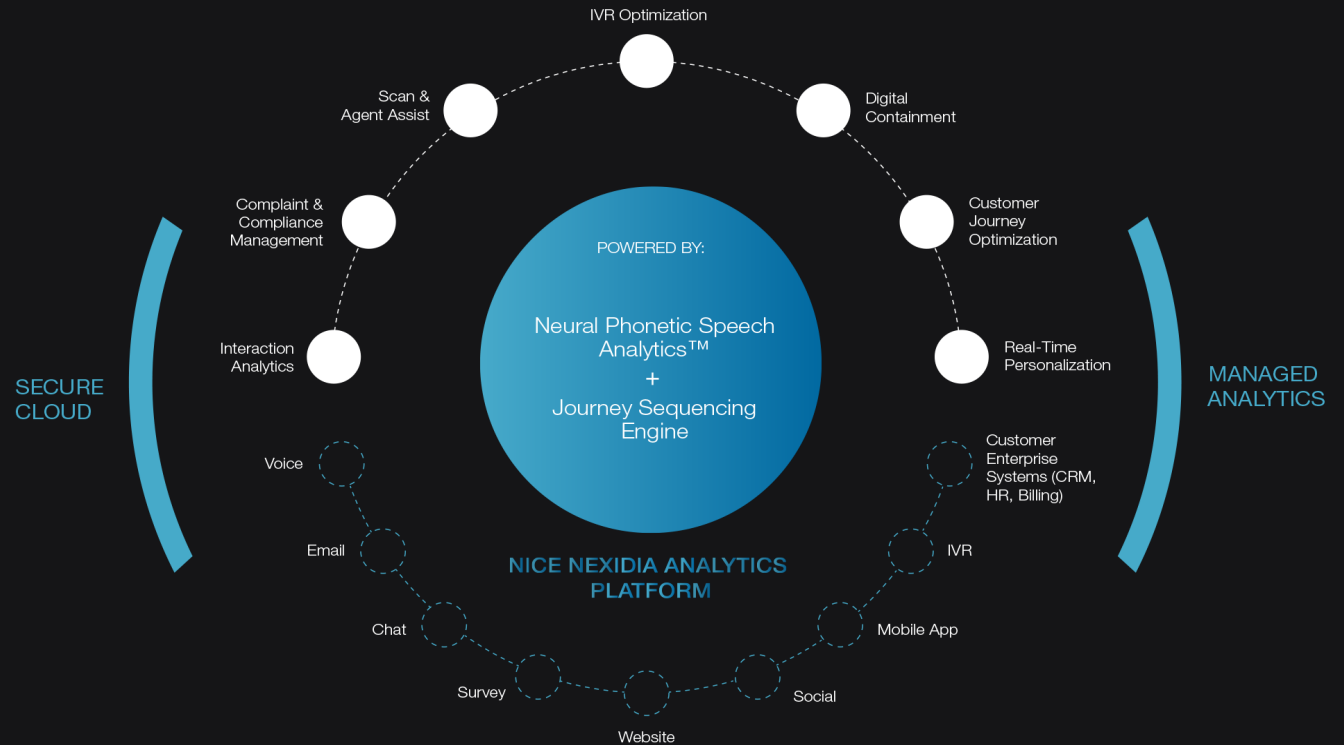 IVR Optimization
Scan &
Agent Assist
Digital
Containment
Complaint &
Compliance
Management
Customer
Journey
Optimization
POWERED BY:
Neural Phonetic Speech
Analytics™
+
Journey Sequencing
Engine
Interaction
Analytics
Real-Time
Personalization
SECURE
CLOUD
MANAGED
ANALYTICS
Voice
Customer
Enterprise
Systems (CRM,
HR, Billing)
Email
IVR
NICE NEXIDIA ANALYTICS
PLATFORM
Chat
Mobile App
Survey
Social
Website